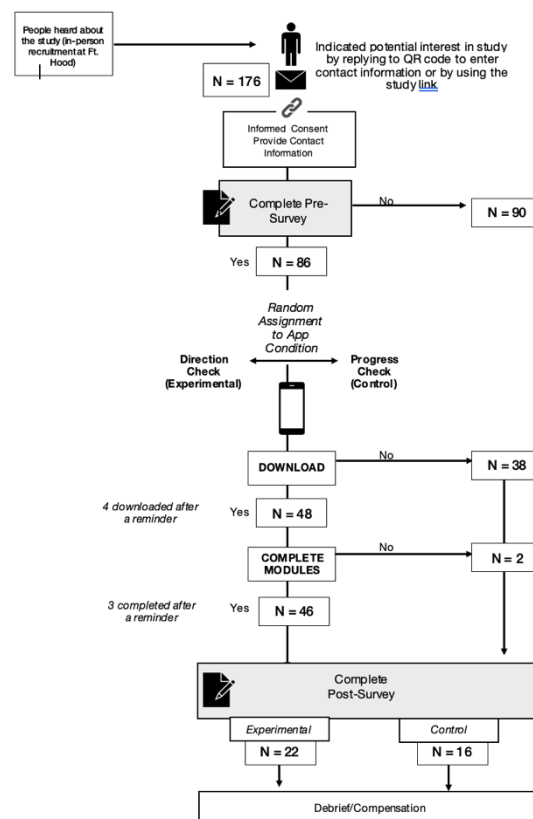 People heard about
the study (in-person
recruitment at Ft.
Hood)
Indicated potential interest in study
by replying to QR code to enter
contact information or by using the
study link
N = 176
Informed Consent
Provide Contact
Information
Complete Pre-
Survey
No
N = 90
Yes
N = 86
Random
Assignment
to App
Condition
Direction
Check
(Experimental)
Progress
Check
(Control)
DOWNLOAD
No
N = 38
4 downloaded after
a reminder
Yes
N = 48
COMPLETE
MODULES
No
N = 2
3 completed after
a reminder
Yes
N = 46
Complete
Post-Survey
Experimental
Control
N = 22
N = 16
Debrief/Compensation